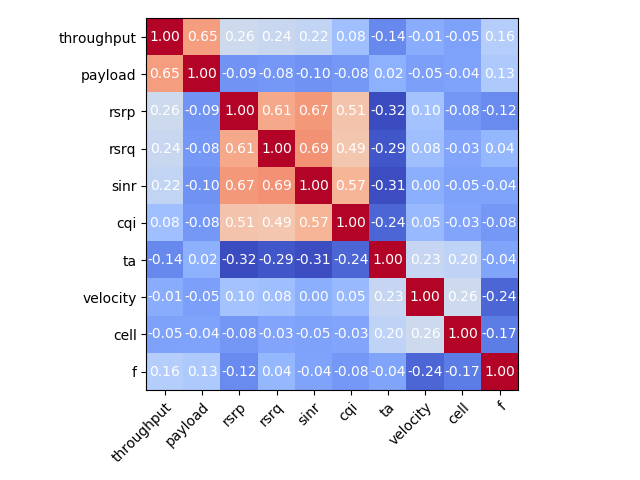 throughput 1.00 0.65 0.26 0.24 0.22 0.08 -0.14 -0.01 -0.05 0.16
payload 0.65 1.00 -0.09 -0.08 -0.10 -0.08 0.02 -0.05 -0.04 0.13
rsrp 0.26 -0.09 1.00 0.61 0.67 0.51 -0.32 0.10 -0.08 -0.12
rsrq 0.24 -0.08 0.61 1.00 0.69 0.49 -0.29 0.08 -0.03 0.04
sinr 0.22 -0.10 0.67 0.69 1.00 0.57 -0.31 0.00 -0.05 -0.04
cqi 0.08 -0.08 0.51 0.49 0.57 1.00 -0.24 0.05 -0.03 -0.08
ta -0.14 0.02 -0.32 -0.29 -0.31 -0.24 1.00 0.23 0.20 -0.04
velocity -0.01 -0.05 0.10 0.08 0.00 0.05 0.23 1.00 0.26 -0.24
cell -0.05 -0.04 -0.08 -0.03 -0.05 -0.03 0.20 0.26 1.00 -0.17
f 0.16 0.13 -0.12 0.04 -0.04 -0.08 -0.04 -0.24 -0.17 1.00
throughput payload rsrp rsrq sinr cqi ta velocity cell f